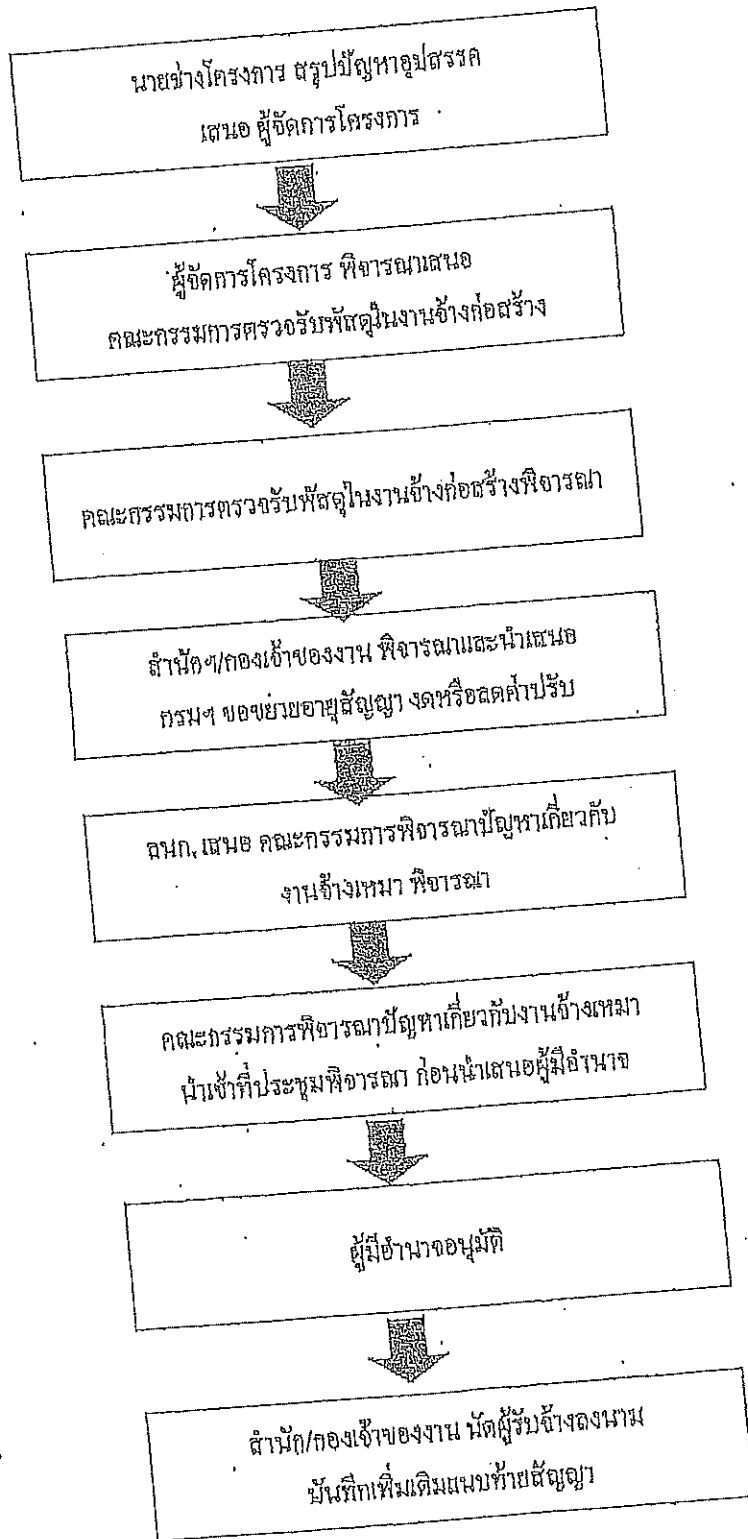 นายช่างโครงการ สรุปปัญหาอุปสรรค
เสนอ ผู้จัดการโครงการ
ผู้จัดการโครงการ พิจารณาเสนอ
คณะกรรมการตรวจรับพัสดุในงานจ้างก่อสร้าง
คณะกรรมการตรวจรับพัสดุในงานจ้างก่อสร้างพิจารณา
สำนักฯ/กองเจ้าของงาน พิจารณาและนำเสนอ
กรมฯ ขอขยายอายุสัญญา งดหรือลดค่าปรับ
ลนก. เสนอ คณะกรรมการพิจารณาปัญหาเกี่ยวกับ
งานจ้างเหมา พิจารณา
คณะกรรมการพิจารณาปัญหาเกี่ยวกับงานจ้างเหมา
นำเข้าที่ประชุมพิจารณา ก่อนนำเสนอผู้มีอำนาจ
ผู้มีอำนาจอนุมัติ
สำนัก/กองเจ้าของงาน นัดผู้รับจ้างลงนาม
บันทึกเพิ่มเติมแนบท้ายสัญญา